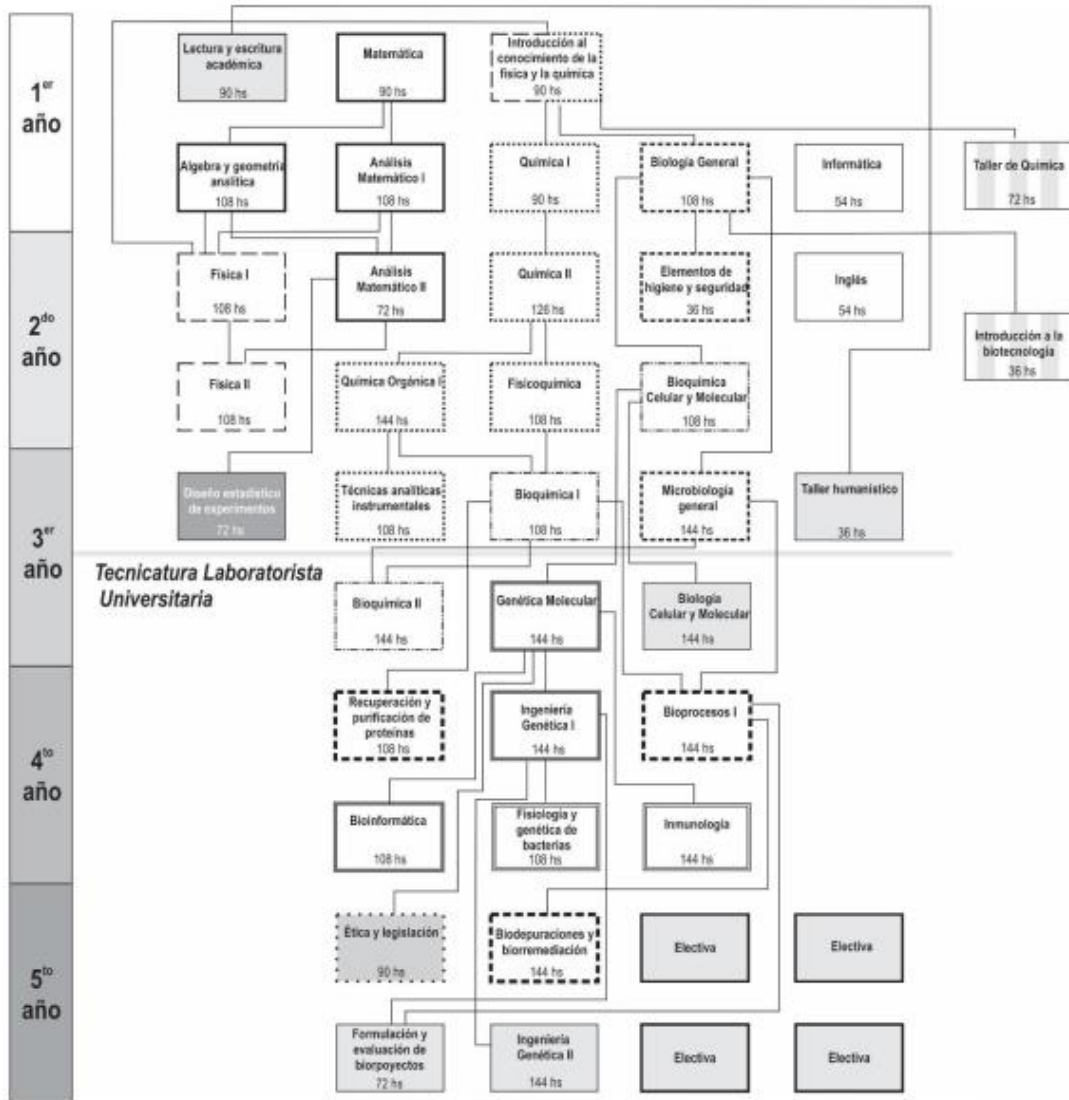 1er
año
Lectura y escritura
académica
90 hs
Matemática
90 hs
Introducción al
conocimiento de la
física y la química
90 hs
Algebra y geometría
analítica
108 hs
Análisis
Matemático I
108 hs
Química I
90 hs
Biología General
108 hs
Informática
54 hs
Taller de Química
72 hs
2do
año
Física I
108 hs
Análisis
Matemático II
72 hs
Química II
126 hs
Elementos de
higiene y seguridad
36 hs
Inglés
54 hs
Introducción a la
biotecnología
36 hs
Física II
108 hs
Química Orgánica I
144 hs
Fisicoquímica
108 hs
Bioquímica
Celular y Molecular
108 hs
3er
año
Diseño estadístico
de experimentos
72 hs
Técnicas analíticas
instrumentales
108 hs
Bioquímica I
108 hs
Microbiología
general
144 hs
Taller humanístico
36 hs
Tecnicatura Laboratorista
Universitaria
Bioquímica II
144 hs
Genética Molecular
144 hs
Biología
Celular y Molecular
144 hs
4to
año
Recuperación y
purificación de
proteínas
108 hs
Ingeniería
Genética I
144 hs
Bioprocesos I
144 hs
Bioinformática
108 hs
Fisiología y
genética de
bacterias
108 hs
Inmunología
144 hs
5to
año
Ética y legislación
90 hs
Biodepuraciones y
biorremediación
144 hs
Electiva
Electiva
Formulación y
evaluación de
biorpoyectos
72 hs
Ingeniería
Genética II
144 hs
Electiva
Electiva